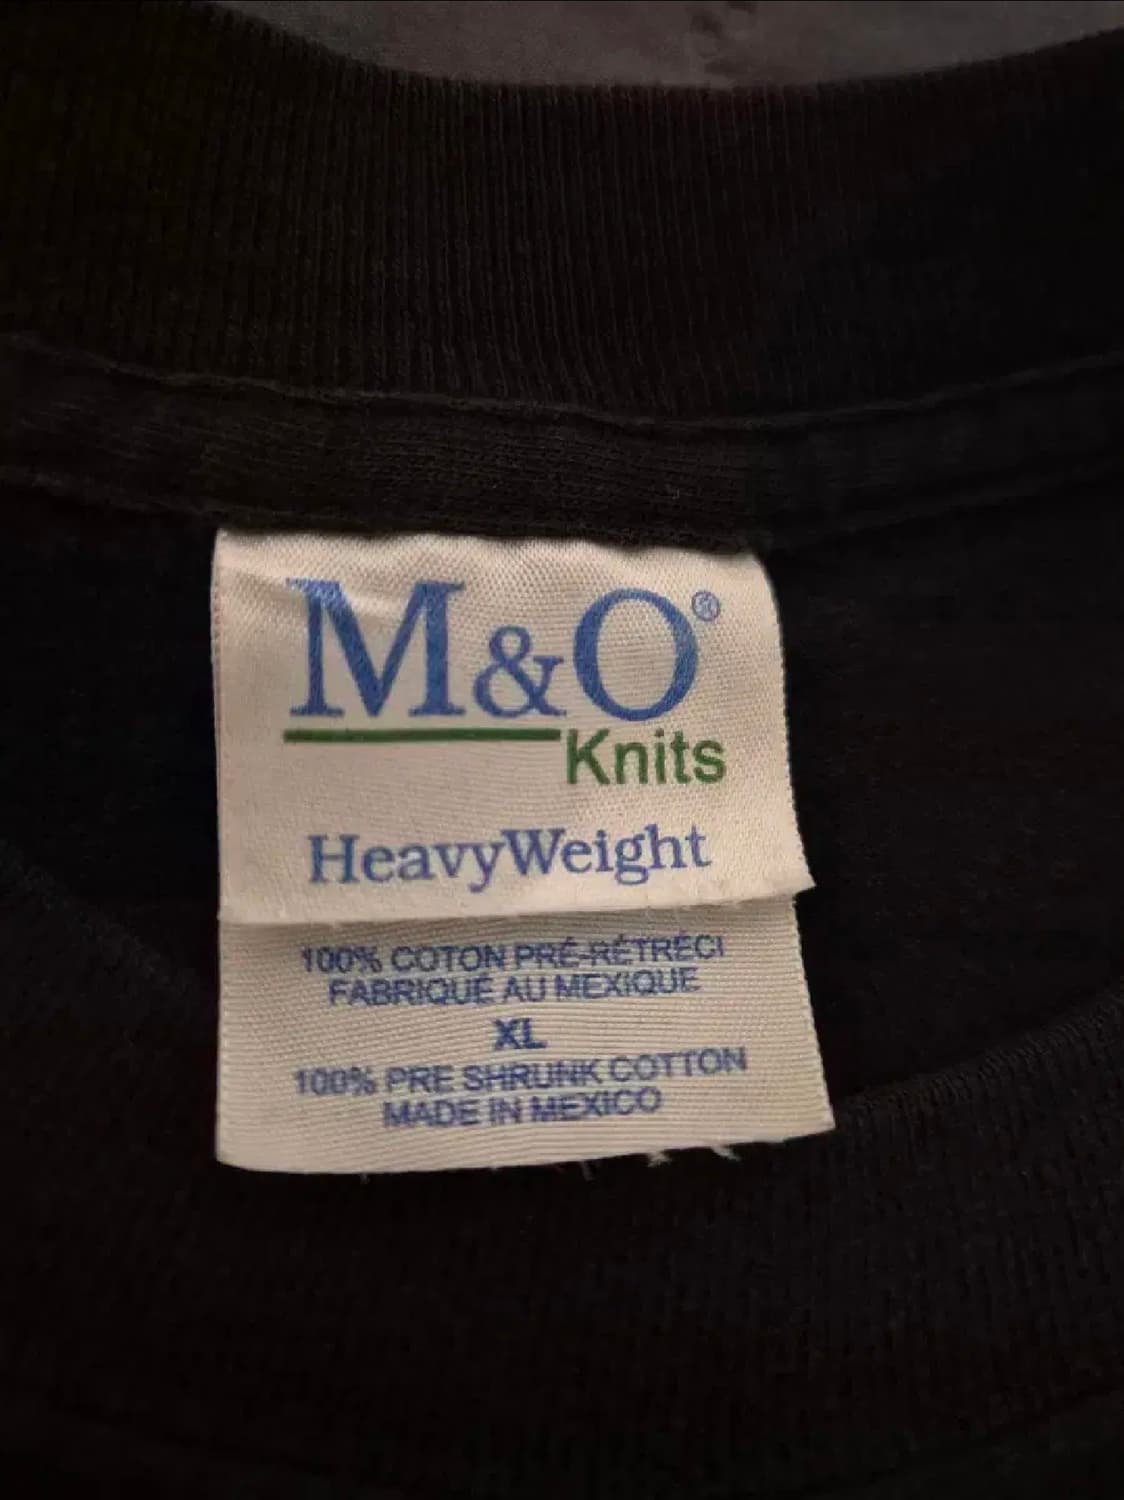 M&O®
Knits
HeavyWeight
100% COTON PRÉ-RÉTRÉCI
FABRIQUÉ AU MEXIQUE
XL
100% PRE SHRUNK COTTON
MADE IN MEXICO